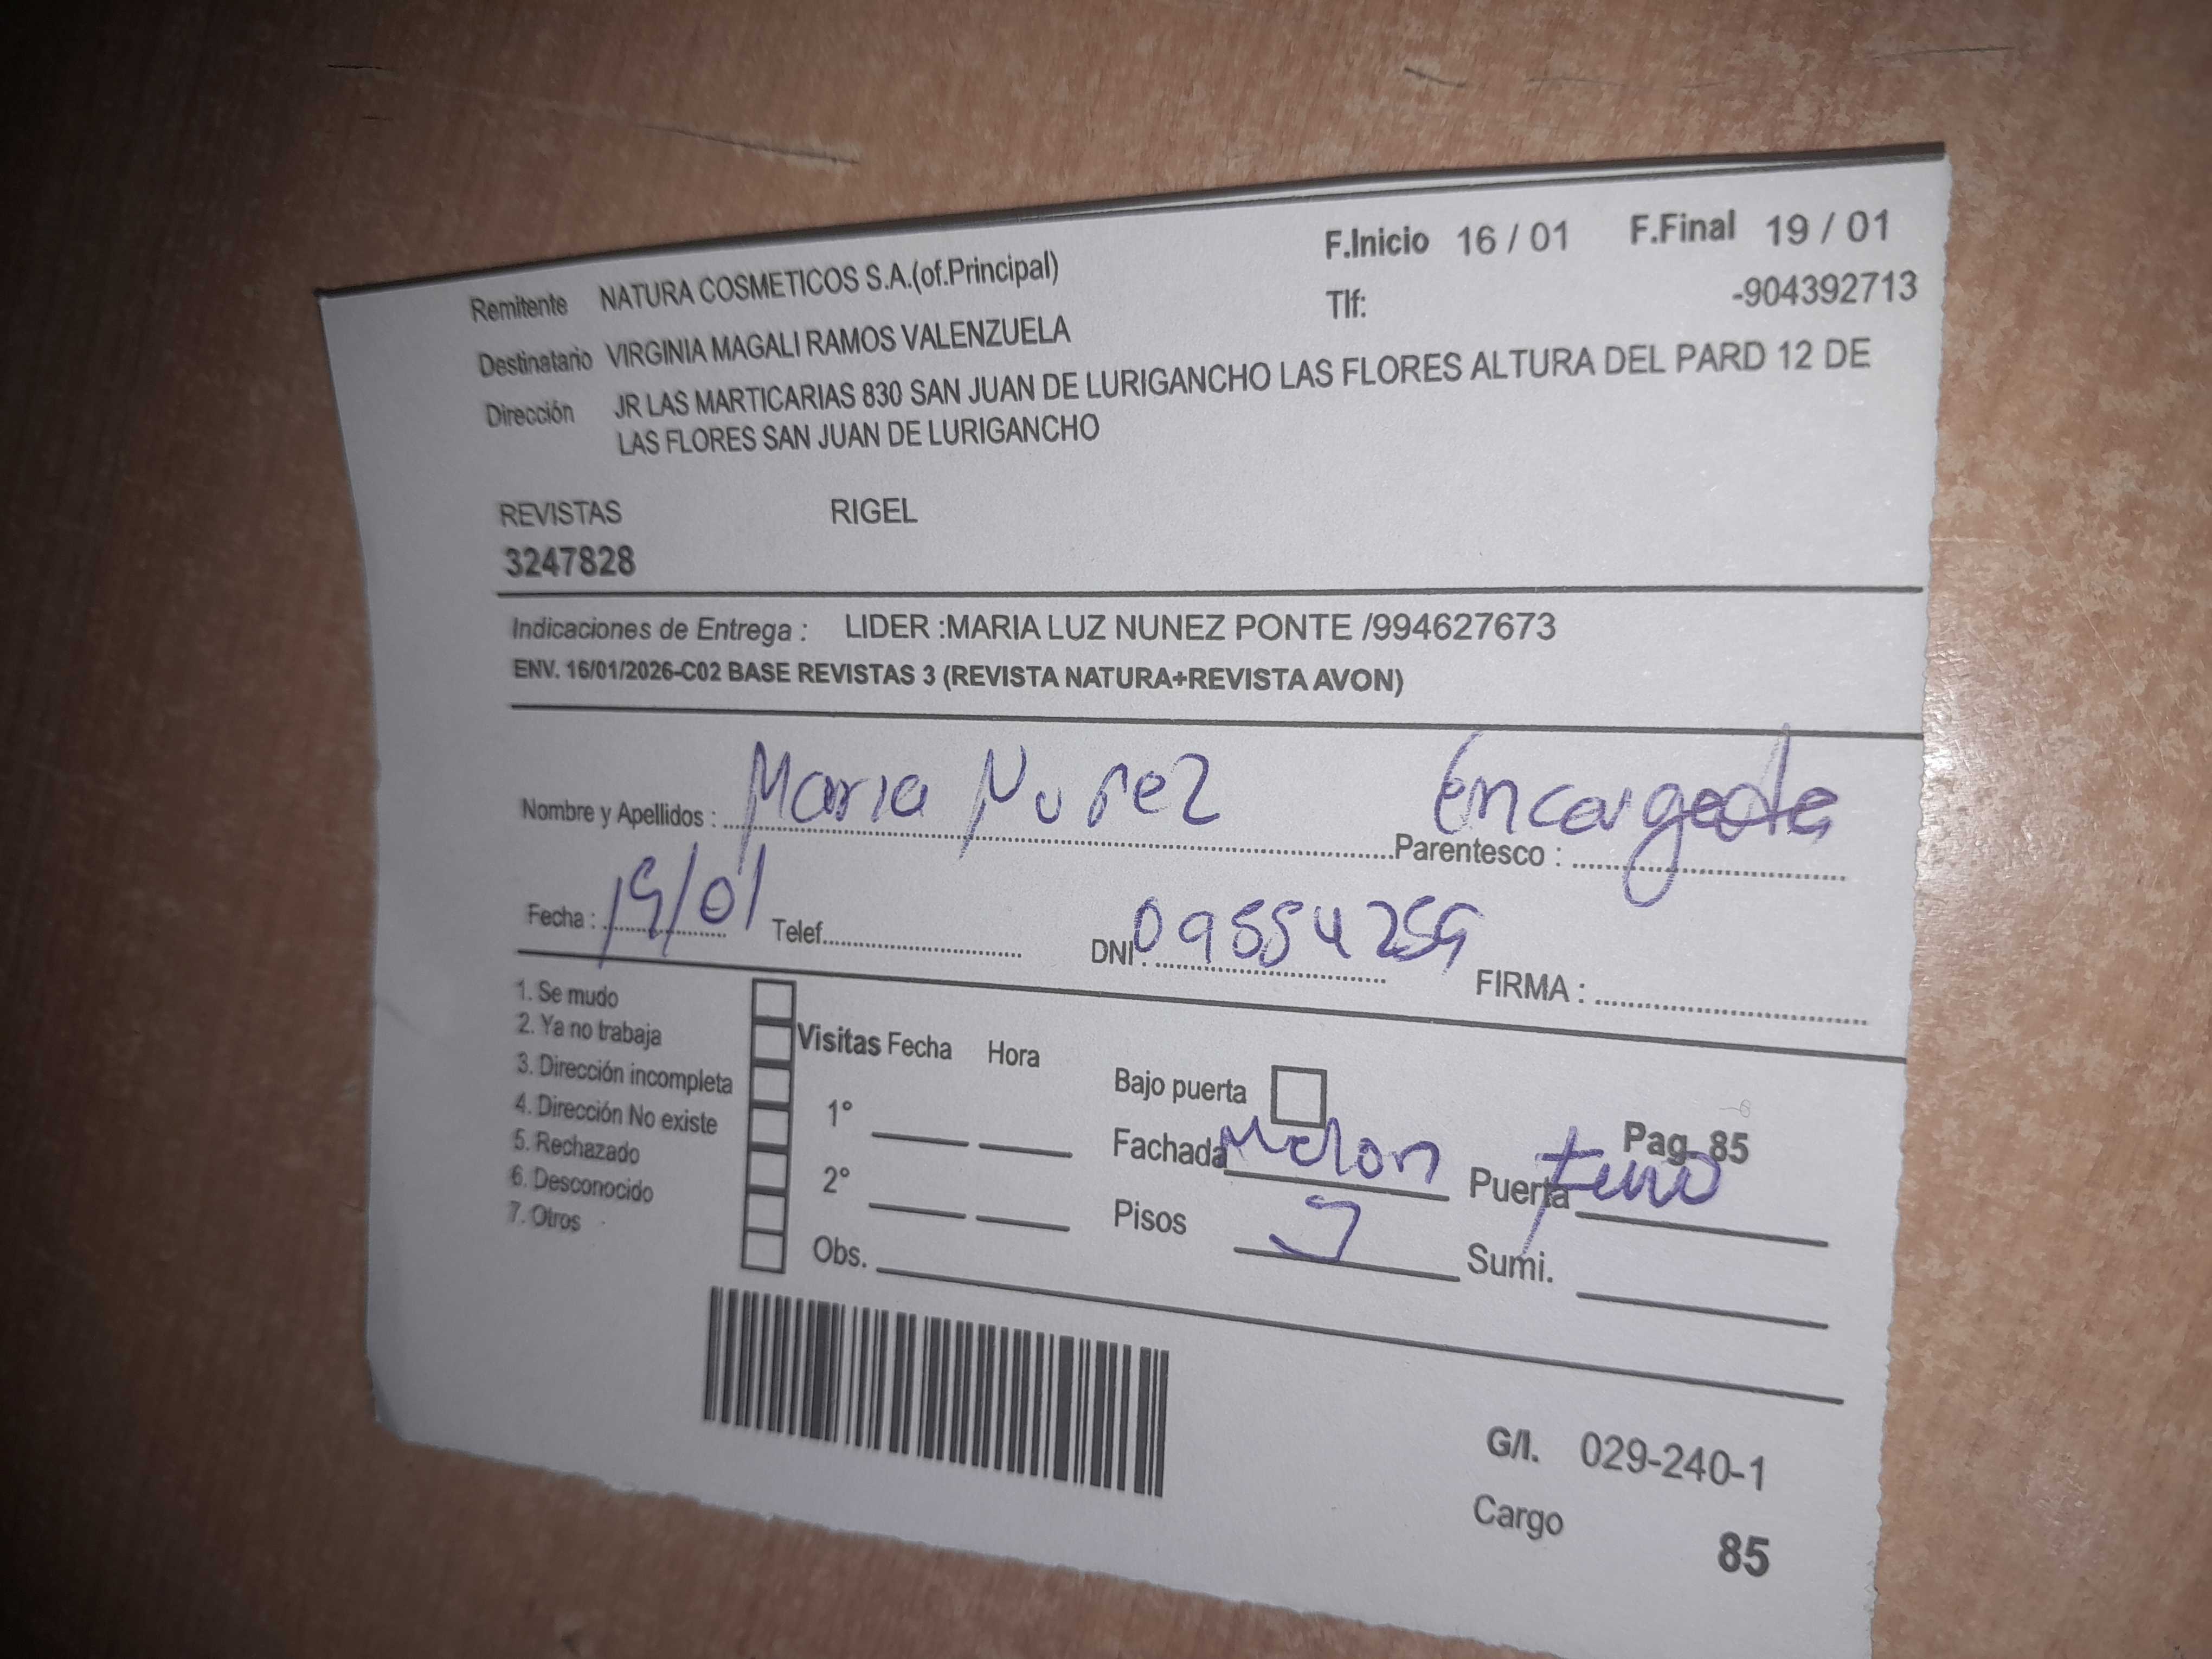 F.Inicio 16 / 01 F.Final 19 / 01
Remitente NATURA COSMETICOS S.A.(of.Principal)
Tlf: -904392713
Destinatario VIRGINIA MAGALI RAMOS VALENZUELA
Dirección JR LAS MARTICARIAS 830 SAN JUAN DE LURIGANCHO LAS FLORES ALTURA DEL PARD 12 DE
LAS FLORES SAN JUAN DE LURIGANCHO
REVISTAS RIGEL
3247828
Indicaciones de Entrega : LIDER :MARIA LUZ NUNEZ PONTE /994627673
ENV. 16/01/2026-C02 BASE REVISTAS 3 (REVISTA NATURA+REVISTA AVON)
Nombre y Apellidos : Maria Nuñez Parentesco : Encargada
Fecha : 19/01 Telef. DNI : FIRMA :
1. Se mudo
2. Ya no trabaja
3. Dirección incompleta
4. Dirección No existe
5. Rechazado
6. Desconocido
7. Otros
Visitas Fecha Hora
1°
2°
Obs.
Bajo puerta
Fachada Melon Puerta
Pag. 85
Pisos Sumi.
G/I. 029-240-1
Cargo 85